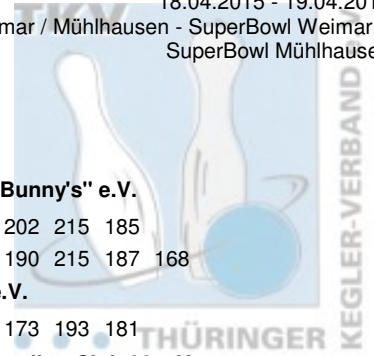 TKV
18.04.2015 - 19.04.201
mar / Mühlhausen - SuperBowl Weimar
SuperBowl Mühlhause
Bunny's" e.V.
202 215 185
190 215 187 168
e.V.
173 193 181
THÜRINGER
KEGLER-VERBAND e.V.